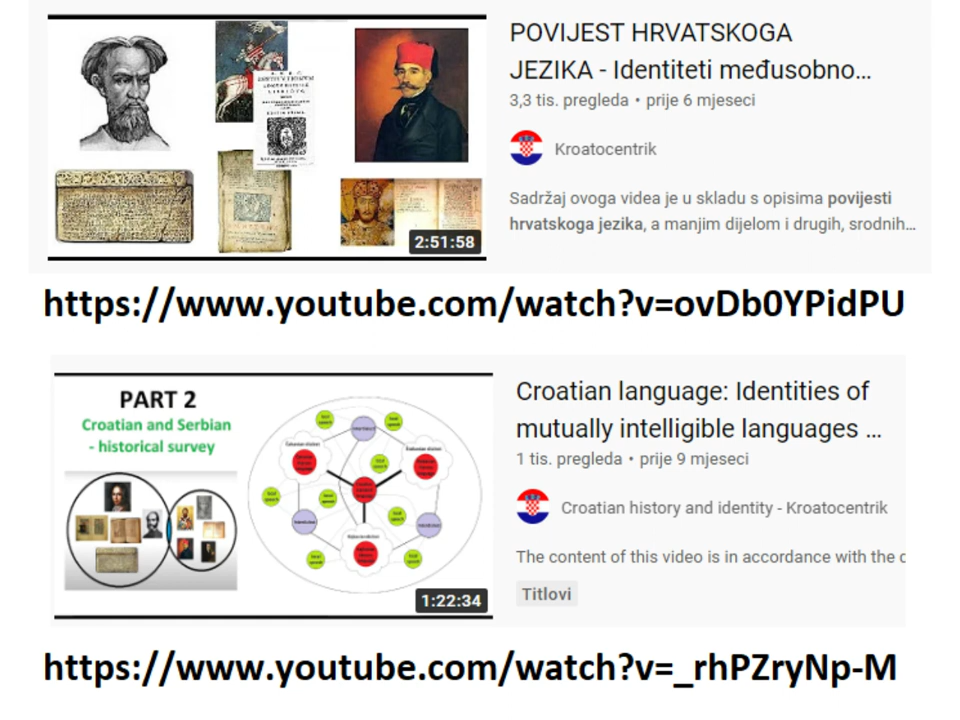 POVIJEST HRVATSKOGA
JEZIKA - Identiteti međusobno...
3,3 tis. pregleda • prije 6 mjeseci
Kroatocentrik
Sadržaj ovoga videa je u skladu s opisima povijesti
hrvatskoga jezika, a manjim dijelom i drugih, srodnih...
2:51:58
https://www.youtube.com/watch?v=ovDb0YPidPU
PART 2
Croatian and Serbian
- historical survey
1:22:34
Croatian language: Identities of
mutually intelligible languages ...
1 tis. pregleda • prije 9 mjeseci
Croatian history and identity - Kroatocentrik
The content of this video is in accordance with the
Titlovi
https://www.youtube.com/watch?v=_rhPZryNp-M